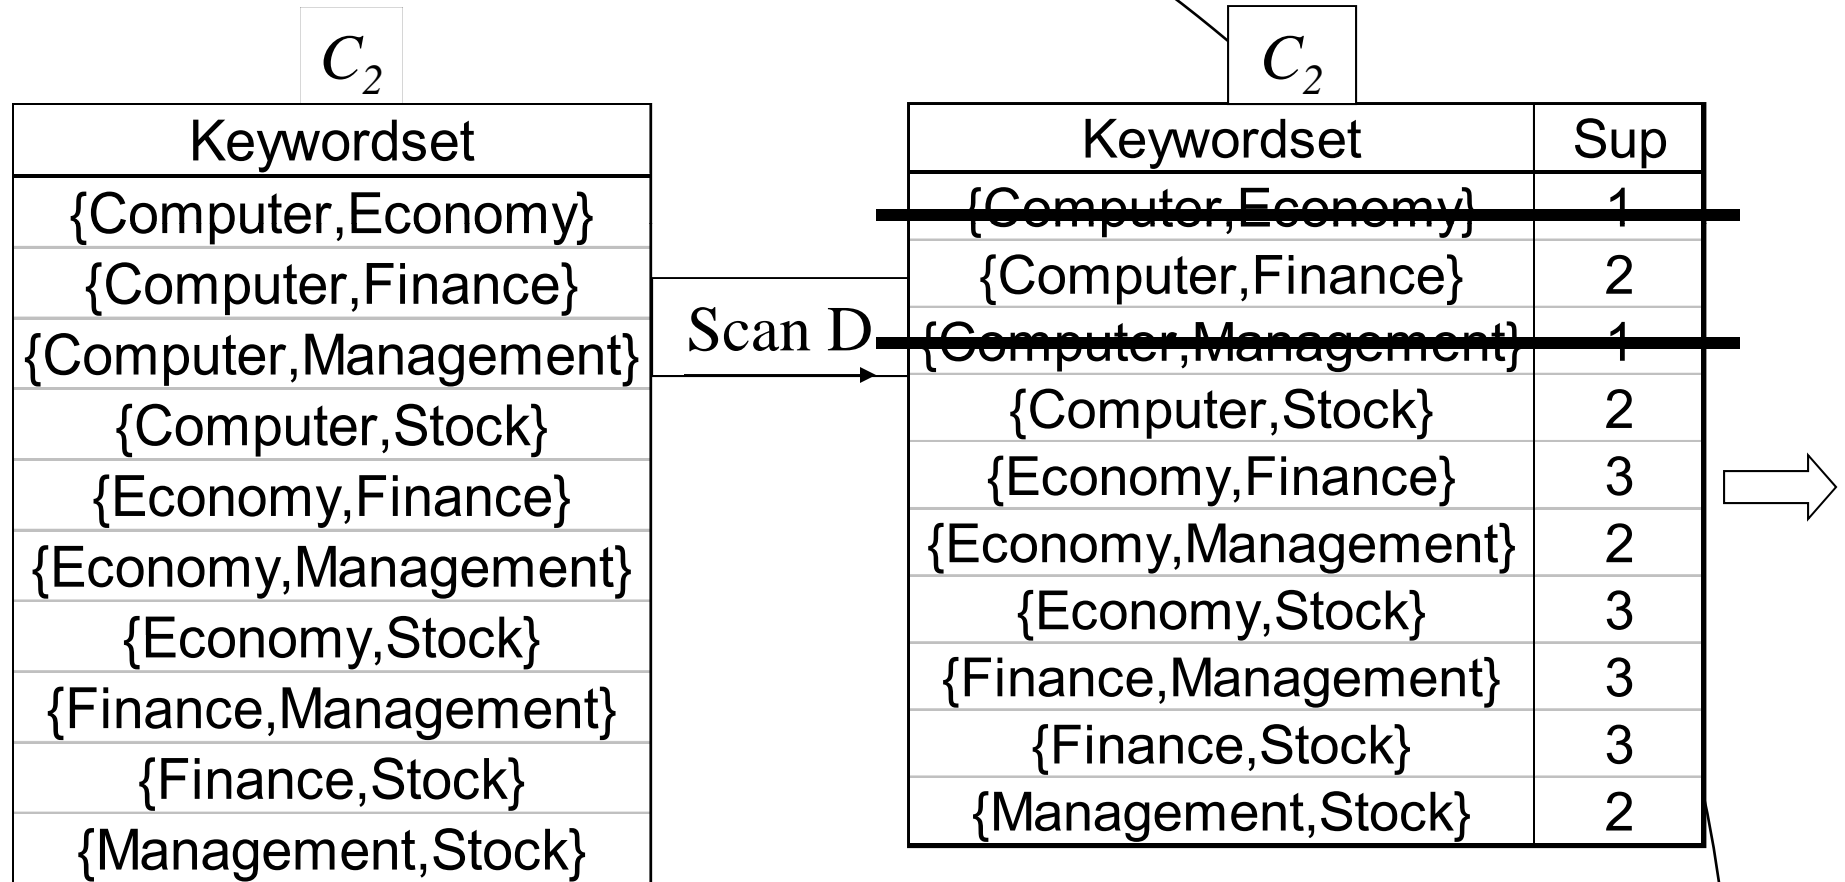 C2
Keywordset
{Computer,Economy}
{Computer,Finance}
{Computer,Management}
{Computer,Stock}
{Economy,Finance}
{Economy,Management}
{Economy,Stock}
{Finance,Management}
{Finance,Stock}
{Management,Stock}
Scan D
C2
Keywordset Sup
{Computer,Economy} 1
{Computer,Finance} 2
{Computer,Management} 1
{Computer,Stock} 2
{Economy,Finance} 3
{Economy,Management} 2
{Economy,Stock} 3
{Finance,Management} 3
{Finance,Stock} 3
{Management,Stock} 2